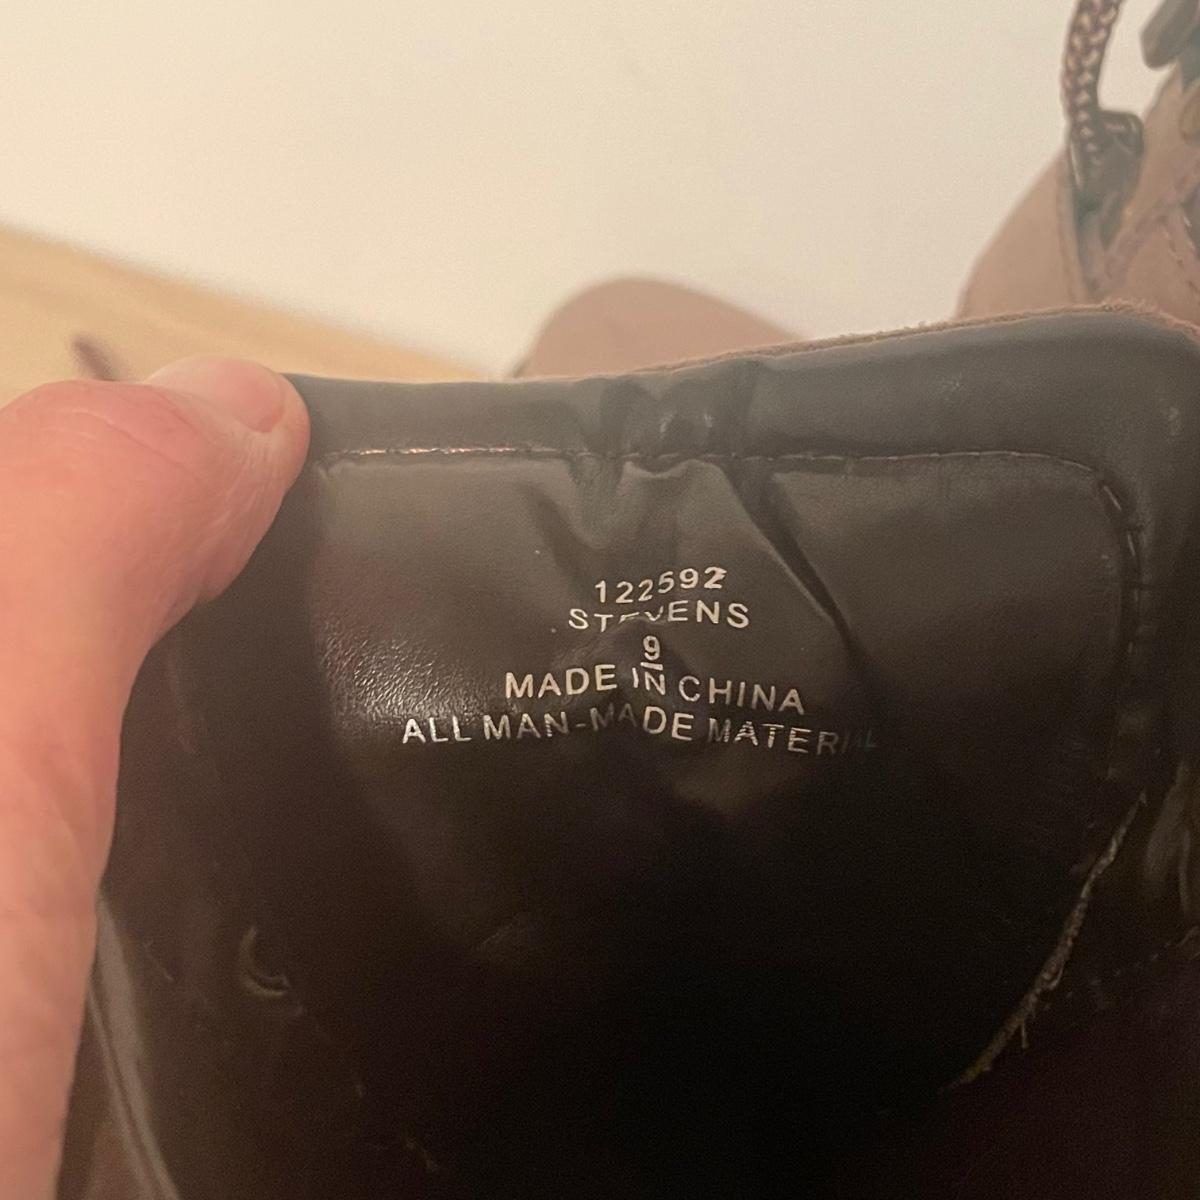 122592
STEVENS
9
MADE IN CHINA
ALL MAN-MADE MATERIAL